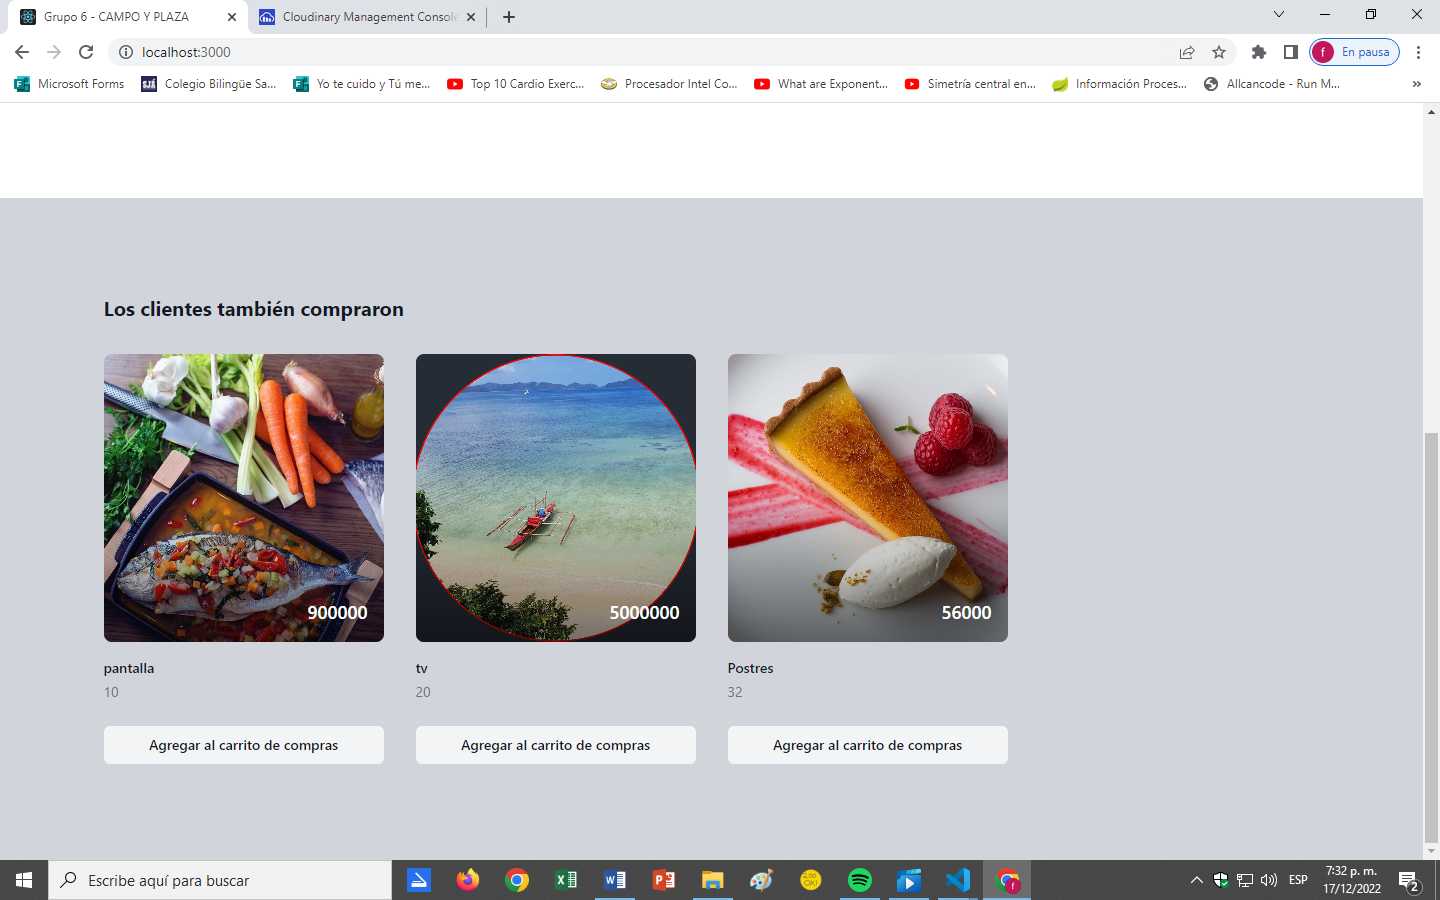 Grupo 6 - CAMPO Y PLAZA
Cloudinary Management Console
localhost:3000
f En pausa
Microsoft Forms
SJA Colegio Bilingüe Sa...
Yo te cuido y Tú me...
Top 10 Cardio Exerc...
Procesador Intel Co...
What are Exponent...
Simetría central en...
Información Proces...
Allcancode - Run M...
»
Los clientes también compraron
900000
5000000
56000
pantalla
tv
Postres
10
20
32
Agregar al carrito de compras
Agregar al carrito de compras
Agregar al carrito de compras
Escribe aquí para buscar
ESP
7:32 p. m.
17/12/2022
2